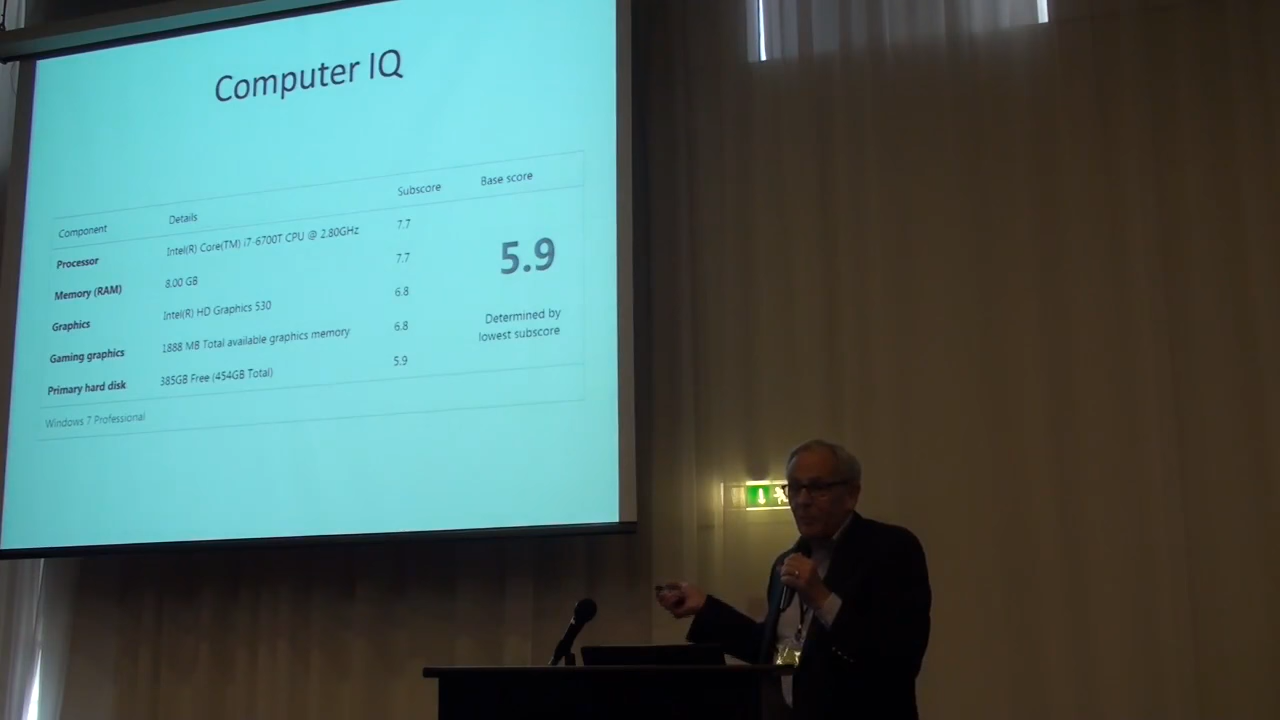 Computer IQ
Component Details Subscore Base score
Processor Intel(R) Core(TM) i7-6700T CPU @ 2.80GHz 7.7
Memory (RAM) 8.00 GB 7.7
Graphics Intel(R) HD Graphics 530 6.8
Gaming graphics 1888 MB Total available graphics memory 6.8
Primary hard disk 385GB Free (454GB Total) 5.9
5.9
Determined by
lowest subscore
Windows 7 Professional